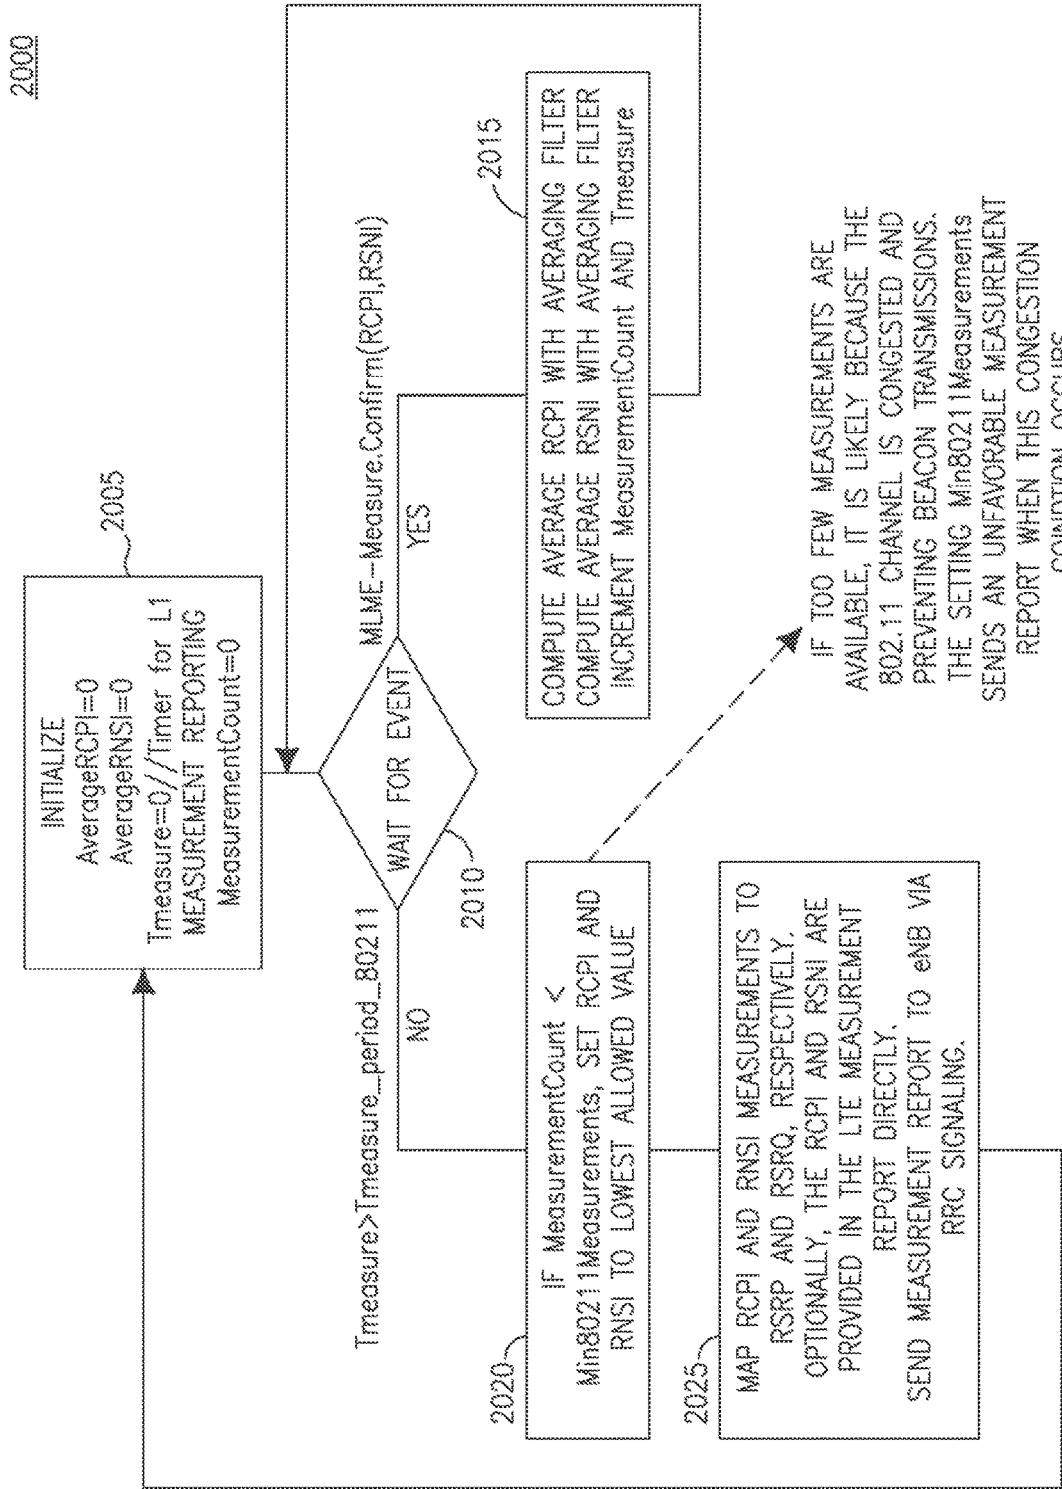 2000
INITIALIZE
AverageRCPI=0
AverageRNSI=0
Tmeasure=0//Timer for L1
MEASUREMENT REPORTING
MeasurementCount=0
2005
Tmeasure>Tmeasure_period_80211
MLME-Measure.Confirm(RCPI,RSNI)
WAIT FOR EVENT
2010
NO
YES
2020
IF MeasurementCount <
Min80211Measurements, SET RCPI AND
RNSI TO LOWEST ALLOWED VALUE
2015
COMPUTE AVERAGE RCPI WITH AVERAGING FILTER
COMPUTE AVERAGE RSNI WITH AVERAGING FILTER
INCREMENT MeasurementCount AND Tmeasure
2025
MAP RCPI AND RNSI MEASUREMENTS TO
RSRP AND RSRQ, RESPECTIVELY.
OPTIONALLY, THE RCPI AND RSNI ARE
PROVIDED IN THE LTE MEASUREMENT
REPORT DIRECTLY.
SEND MEASUREMENT REPORT TO eNB VIA
RRC SIGNALING.
IF TOO FEW MEASUREMENTS ARE
AVAILABLE, IT IS LIKELY BECAUSE THE
802.11 CHANNEL IS CONGESTED AND
PREVENTING BEACON TRANSMISSIONS.
THE SETTING Min80211Measurements
SENDS AN UNFAVORABLE MEASUREMENT
REPORT WHEN THIS CONGESTION